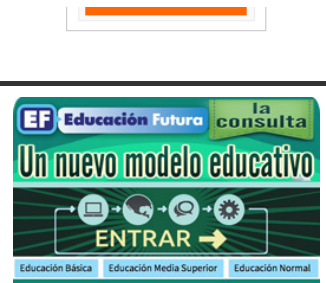 EF Educación Futura
la
consulta
Un nuevo modelo educativo
ENTRAR
Educación Básica Educación Media Superior Educación Normal